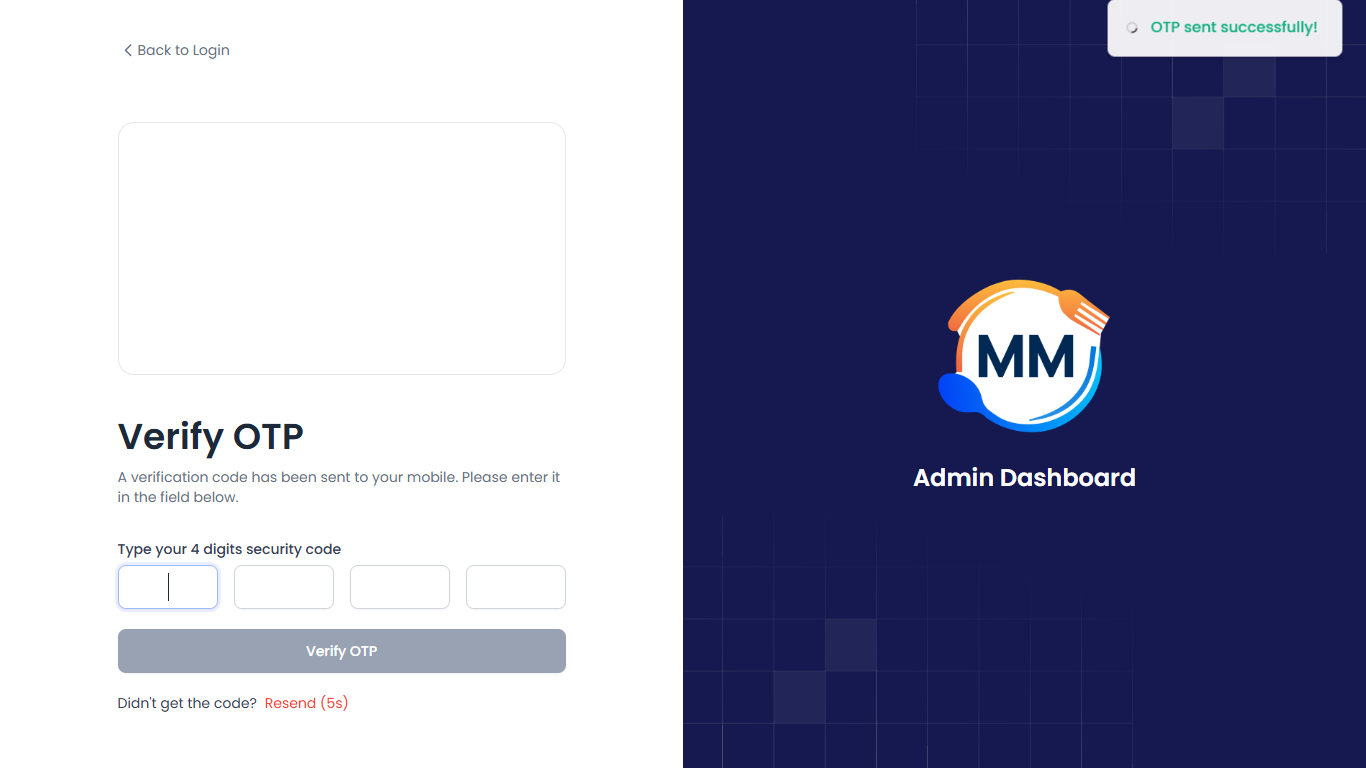 Back to Login
OTP sent successfully!
MM
Admin Dashboard
Verify OTP
A verification code has been sent to your mobile. Please enter it
in the field below.
Type your 4 digits security code
Verify OTP
Didn't get the code? Resend (5s)